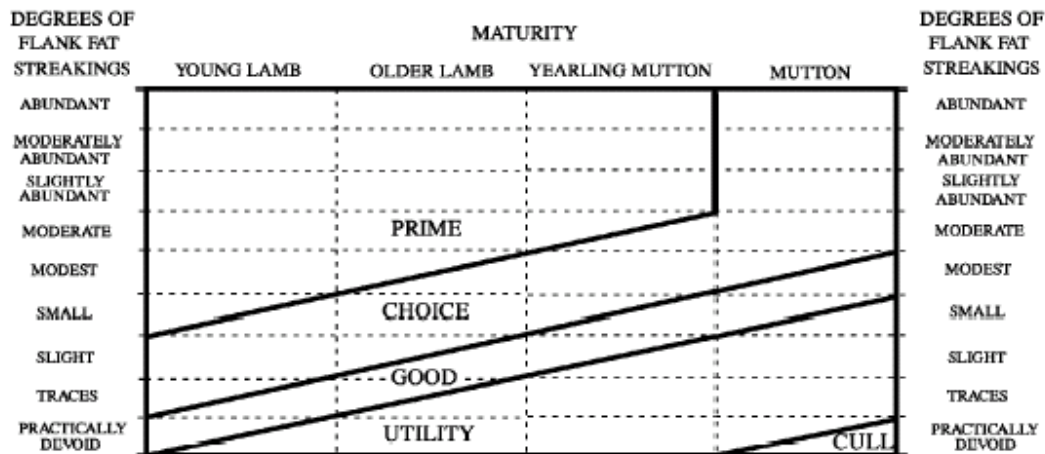 DEGREES OF
FLANK FAT
STREAKINGS
MATURITY
DEGREES OF
FLANK FAT
STREAKINGS
YOUNG LAMB
OLDER LAMB
YEARLING MUTTON
MUTTON
ABUNDANT
MODERATELY
ABUNDANT
SLIGHTLY
ABUNDANT
MODERATE
MODEST
SMALL
SLIGHT
TRACES
PRACTICALLY
DEVOID
PRIME
CHOICE
GOOD
UTILITY
CULL
ABUNDANT
MODERATELY
ABUNDANT
SLIGHTLY
ABUNDANT
MODERATE
MODEST
SMALL
SLIGHT
TRACES
PRACTICALLY
DEVOID